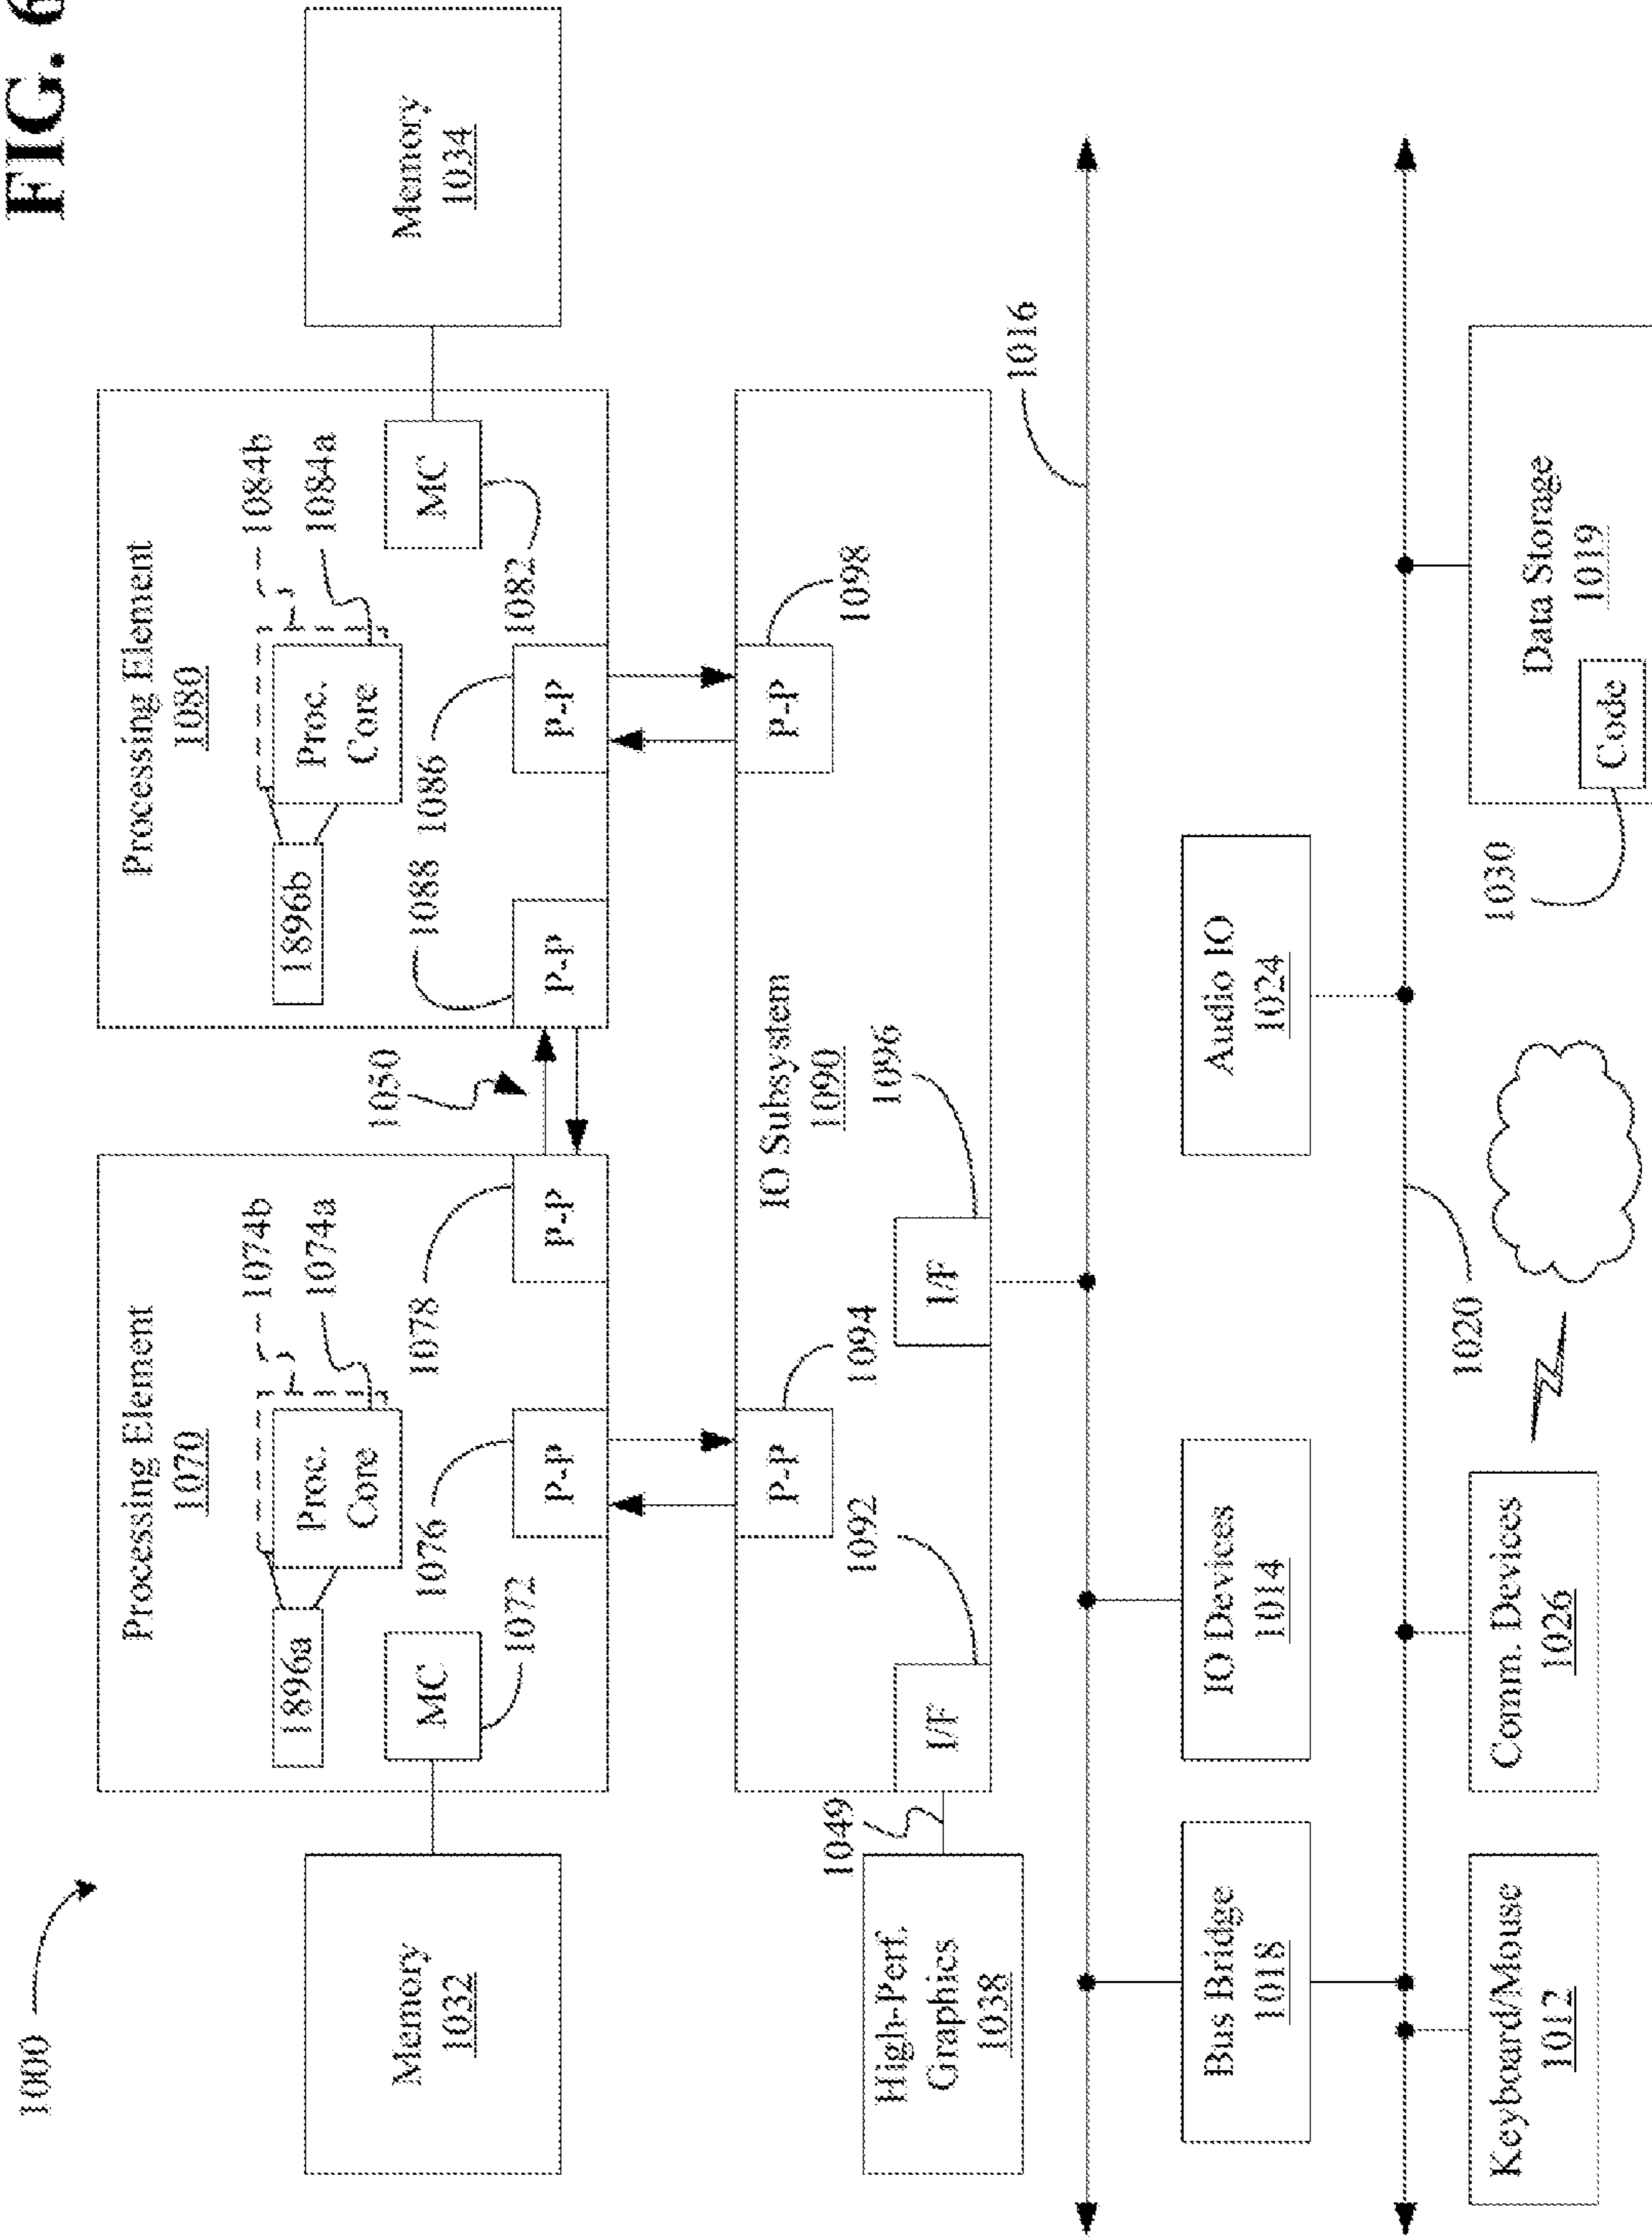 FIG. 6
1000
Memory
1032
Processing Element
1070
1896a
Proc.
Core
1074b
1074a
MC
1072
1076
P-P
1078
P-P
1050
Processing Element
1080
1896b
Proc.
Core
1084b
1084a
1088
P-P
1086
P-P
MC
1082
Memory
1034
High-Perf.
Graphics
1038
1049
IO Subsystem
1090
I/F
1092
P-P
1094
I/F
1096
P-P
1098
1016
Bus Bridge
1018
IO Devices
1014
Audio IO
1024
1020
Keyboard/Mouse
1012
Comm. Devices
1026
1030
Data Storage
1019
Code